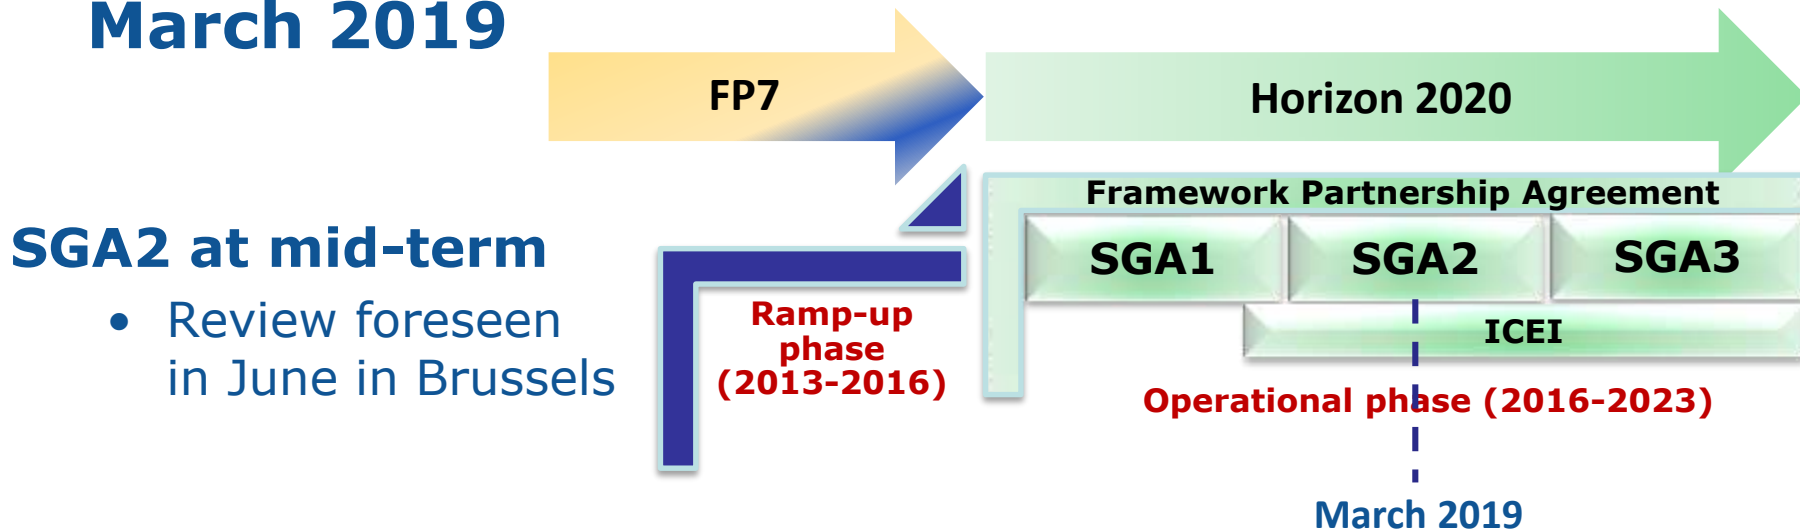 March 2019
FP7
Horizon 2020
Framework Partnership Agreement
SGA2 at mid-term
• Review foreseen
in June in Brussels
SGA1
SGA2
SGA3
Ramp-up
phase
(2013-2016)
ICEI
Operational phase (2016-2023)
March 2019